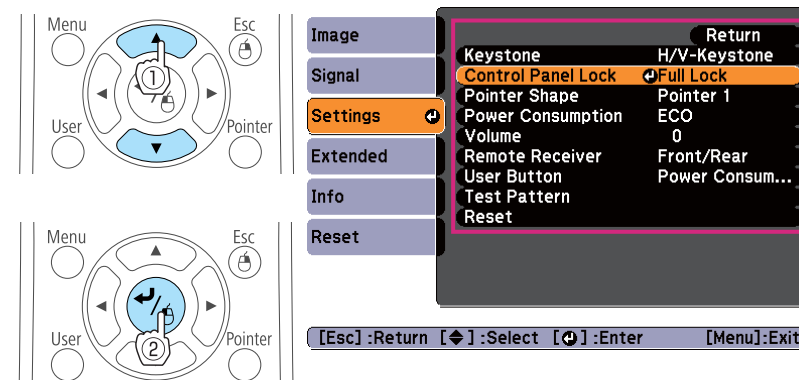 Menu
Esc
1
User
Pointer
Menu
Esc
2
User
Pointer
Image
Signal
Settings
Extended
Info
Reset
Return
Keystone H/V-Keystone
Control Panel Lock Full Lock
Pointer Shape Pointer 1
Power Consumption ECO
Volume 0
Remote Receiver Front/Rear
User Button Power Consum...
Test Pattern
Reset
[Esc] :Return [◆] :Select [⏎] :Enter [Menu]:Exit